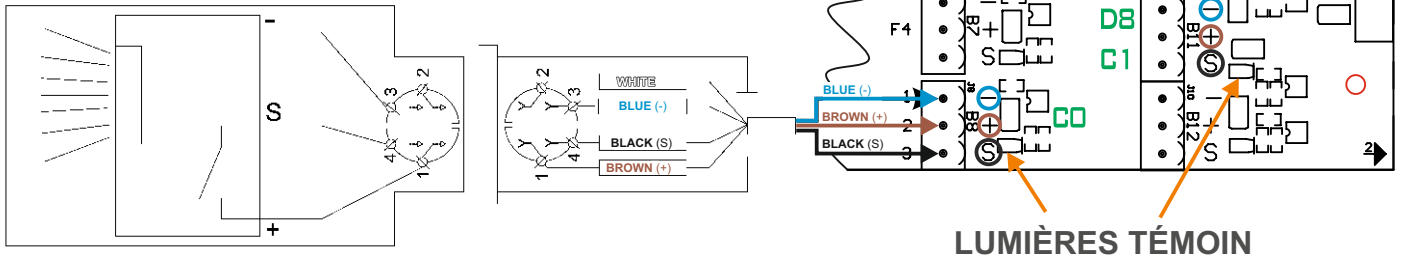 -
S
+
3
2
4
1
2
3
1
4
WHITE
BLUE (-)
BLACK (S)
BROWN (+)
BLUE (-)
BROWN (+)
BLACK (S)
1
2
3
F4
B7
-
+
S
J8
B8
-
+
S
C0
D8
C1
B11
-
+
S
J10
B12
-
+
S
2
LUMIÈRES TÉMOIN